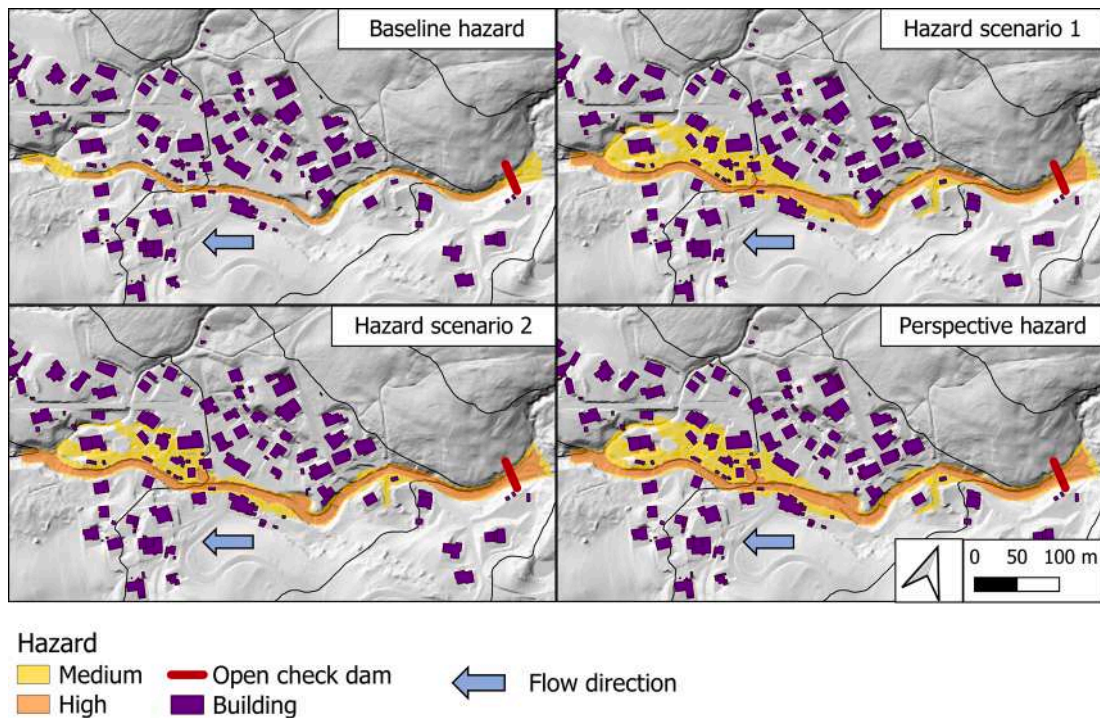 Baseline hazard
Hazard scenario 1
Hazard scenario 2
Perspective hazard
0 50 100 m
Hazard
Medium
Open check dam
Flow direction
High
Building